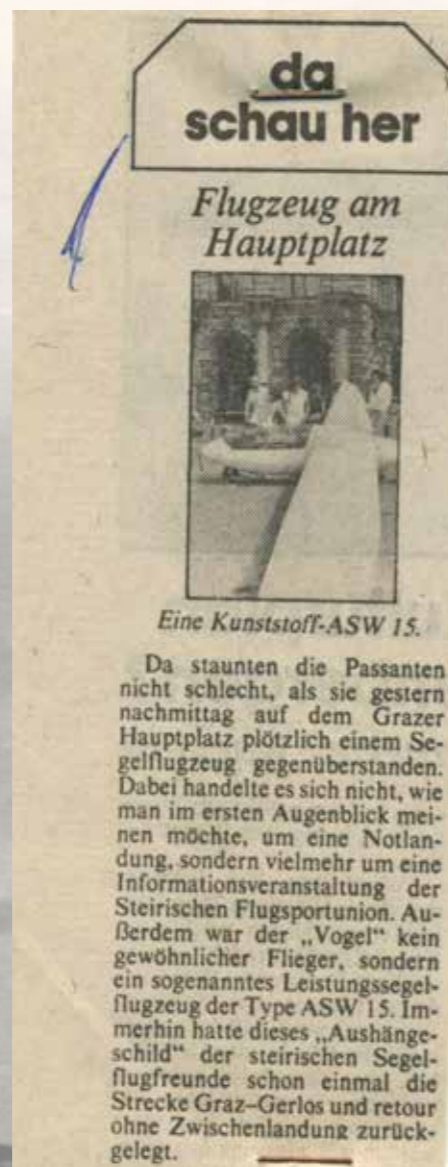 da
schau her
Flugzeug am
Hauptplatz
Eine Kunststoff-ASW 15.
Da staunten die Passanten
nicht schlecht, als sie gestern
nachmittag auf dem Grazer
Hauptplatz plötzlich einem Se-
gelflugzeug gegenüberstanden.
Dabei handelte es sich nicht, wie
man im ersten Augenblick mei-
nen möchte, um eine Notlan-
dung, sondern vielmehr um eine
Informationsveranstaltung der
Steirischen Flugsportunion. Au-
ßerdem war der „Vogel“ kein
gewöhnlicher Flieger, sondern
ein sogenanntes Leistungssegel-
flugzeug der Type ASW 15. Im-
merhin hatte dieses „Aushänge-
schild“ der steirischen Segel-
flugfreunde schon einmal die
Strecke Graz–Gerlos und retour
ohne Zwischenlandung zurück-
gelegt.